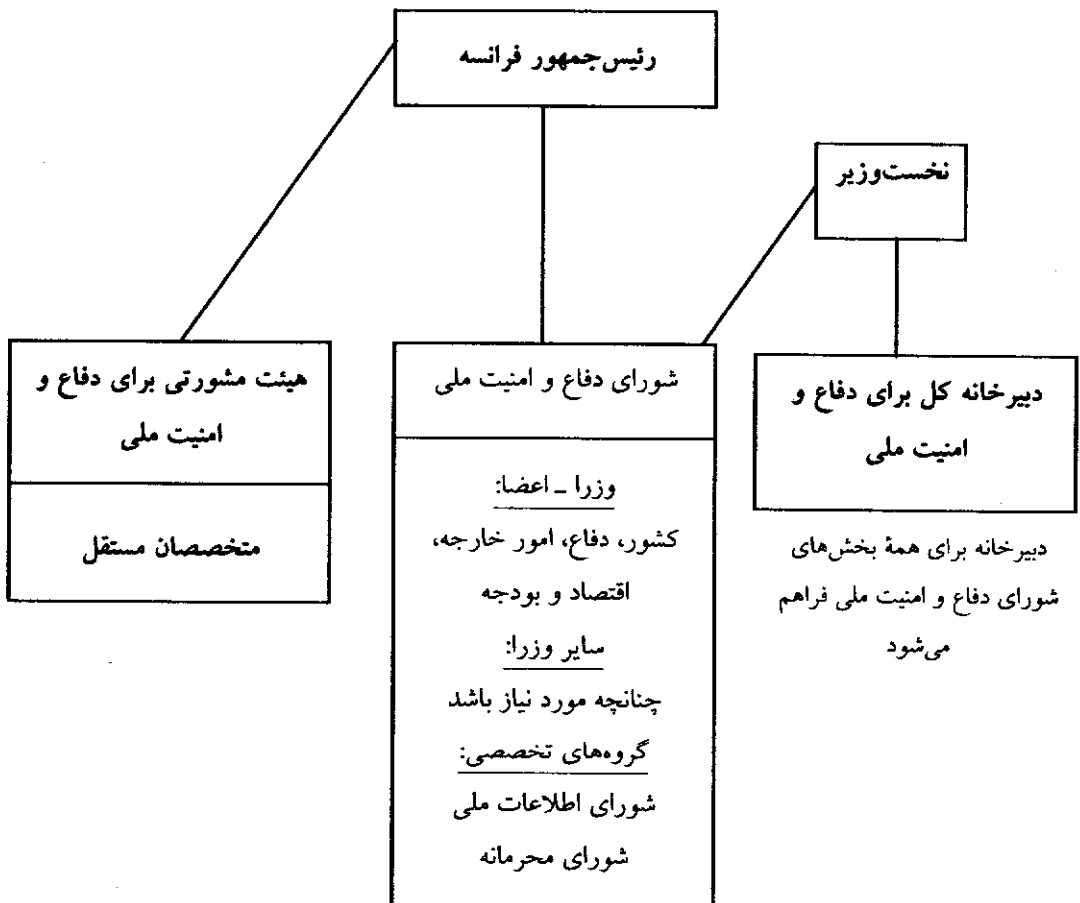 رئیس‌جمهور فرانسه
نخست‌وزیر
هیئت مشورتی برای دفاع و
امنیت ملی
متخصصان مستقل
شورای دفاع و امنیت ملی
وزرا ـ اعضا:
کشور، دفاع، امور خارجه،
اقتصاد و بودجه
سایر وزرا:
چنانچه مورد نیاز باشد
گروه‌های تخصصی:
شورای اطلاعات ملی
شورای محرمانه
دبیرخانه کل برای دفاع و
امنیت ملی
دبیرخانه برای همۀ بخش‌های
شورای دفاع و امنیت ملی فراهم
می‌شود